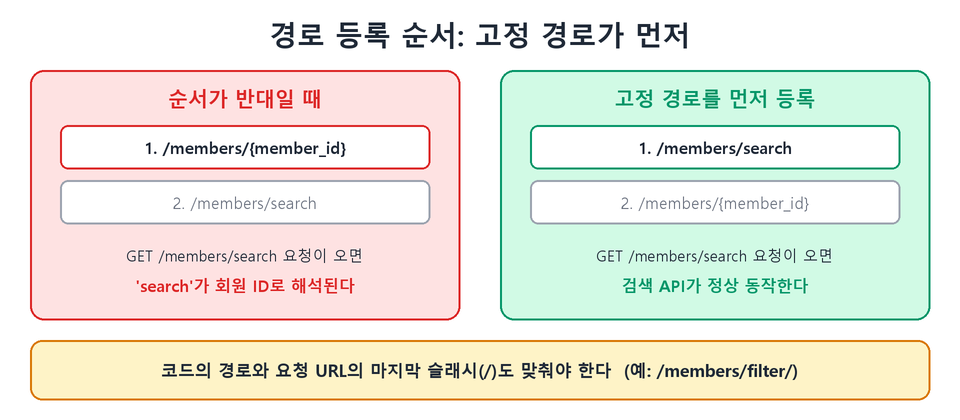 경로 등록 순서: 고정 경로가 먼저
순서가 반대일 때
1. /members/{member_id}
2. /members/search
GET /members/search 요청이 오면
'search'가 회원 ID로 해석된다
고정 경로를 먼저 등록
1. /members/search
2. /members/{member_id}
GET /members/search 요청이 오면
검색 API가 정상 동작한다
코드의 경로와 요청 URL의 마지막 슬래시(/)도 맞춰야 한다 (예: /members/filter/)